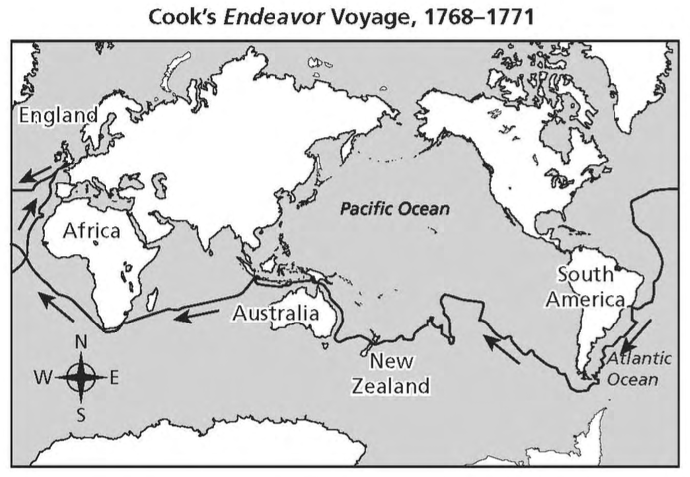 Cook's Endeavor Voyage, 1768–1771
England
Pacific Ocean
Africa
South
America
Australia
N
New
Zealand
Atlantic
Ocean
W
E
S